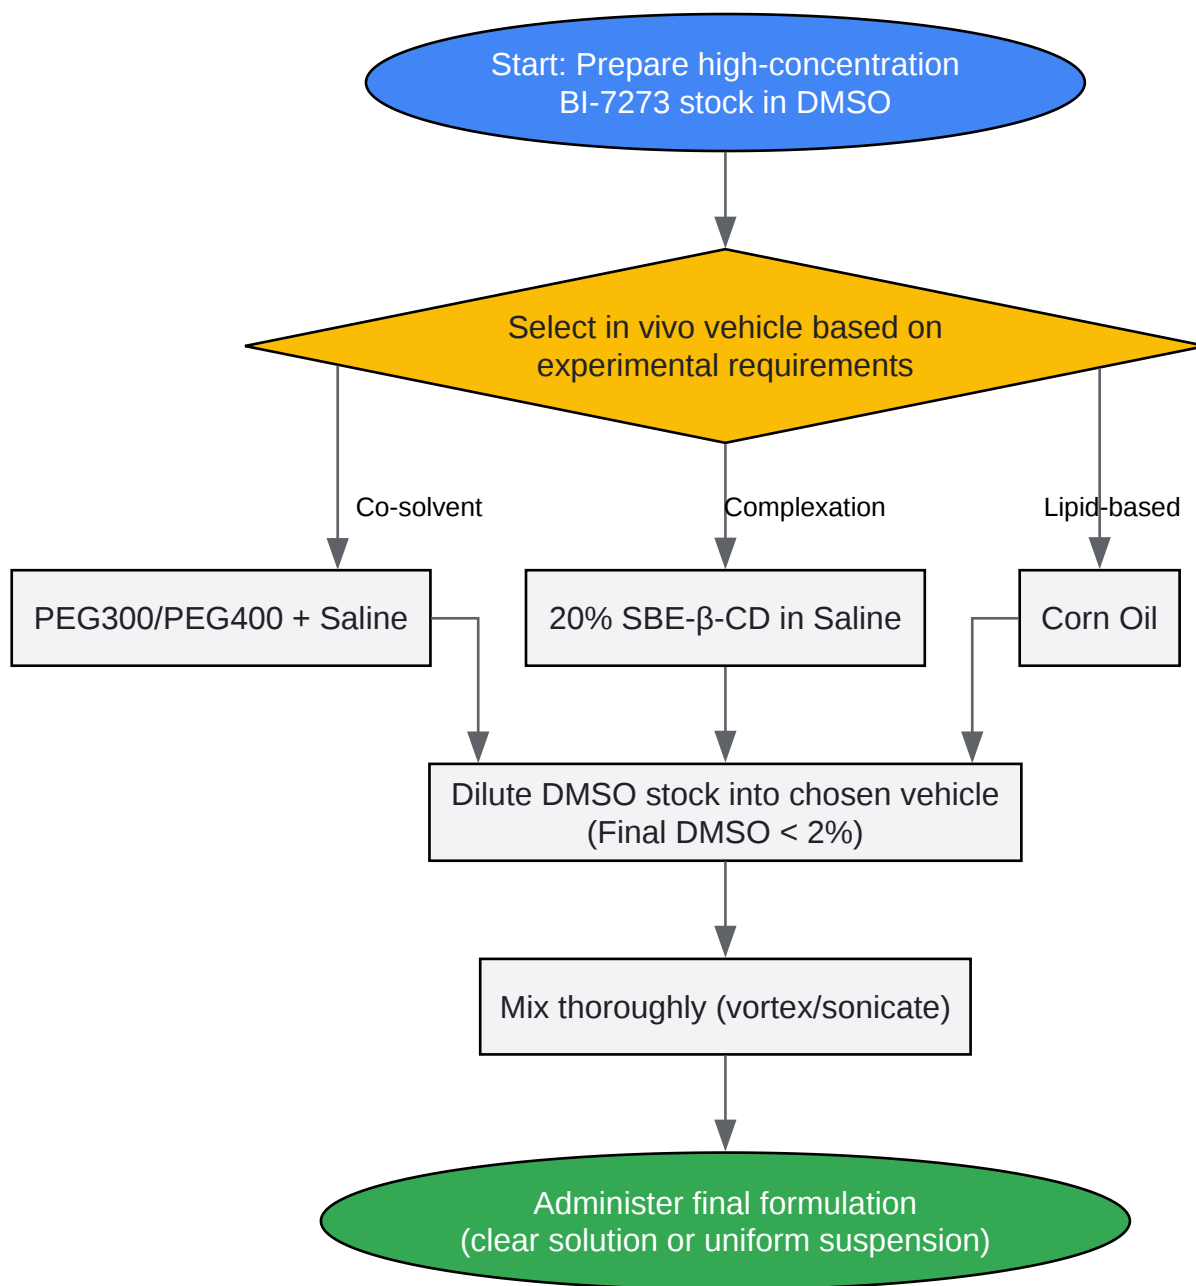 Start: Prepare high-concentration
BI-7273 stock in DMSO
Select in vivo vehicle based on
experimental requirements
Co-solvent
Complexation
Lipid-based
PEG300/PEG400 + Saline
20% SBE-β-CD in Saline
Corn Oil
Dilute DMSO stock into chosen vehicle
(Final DMSO < 2%)
Mix thoroughly (vortex/sonicate)
Administer final formulation
(clear solution or uniform suspension)